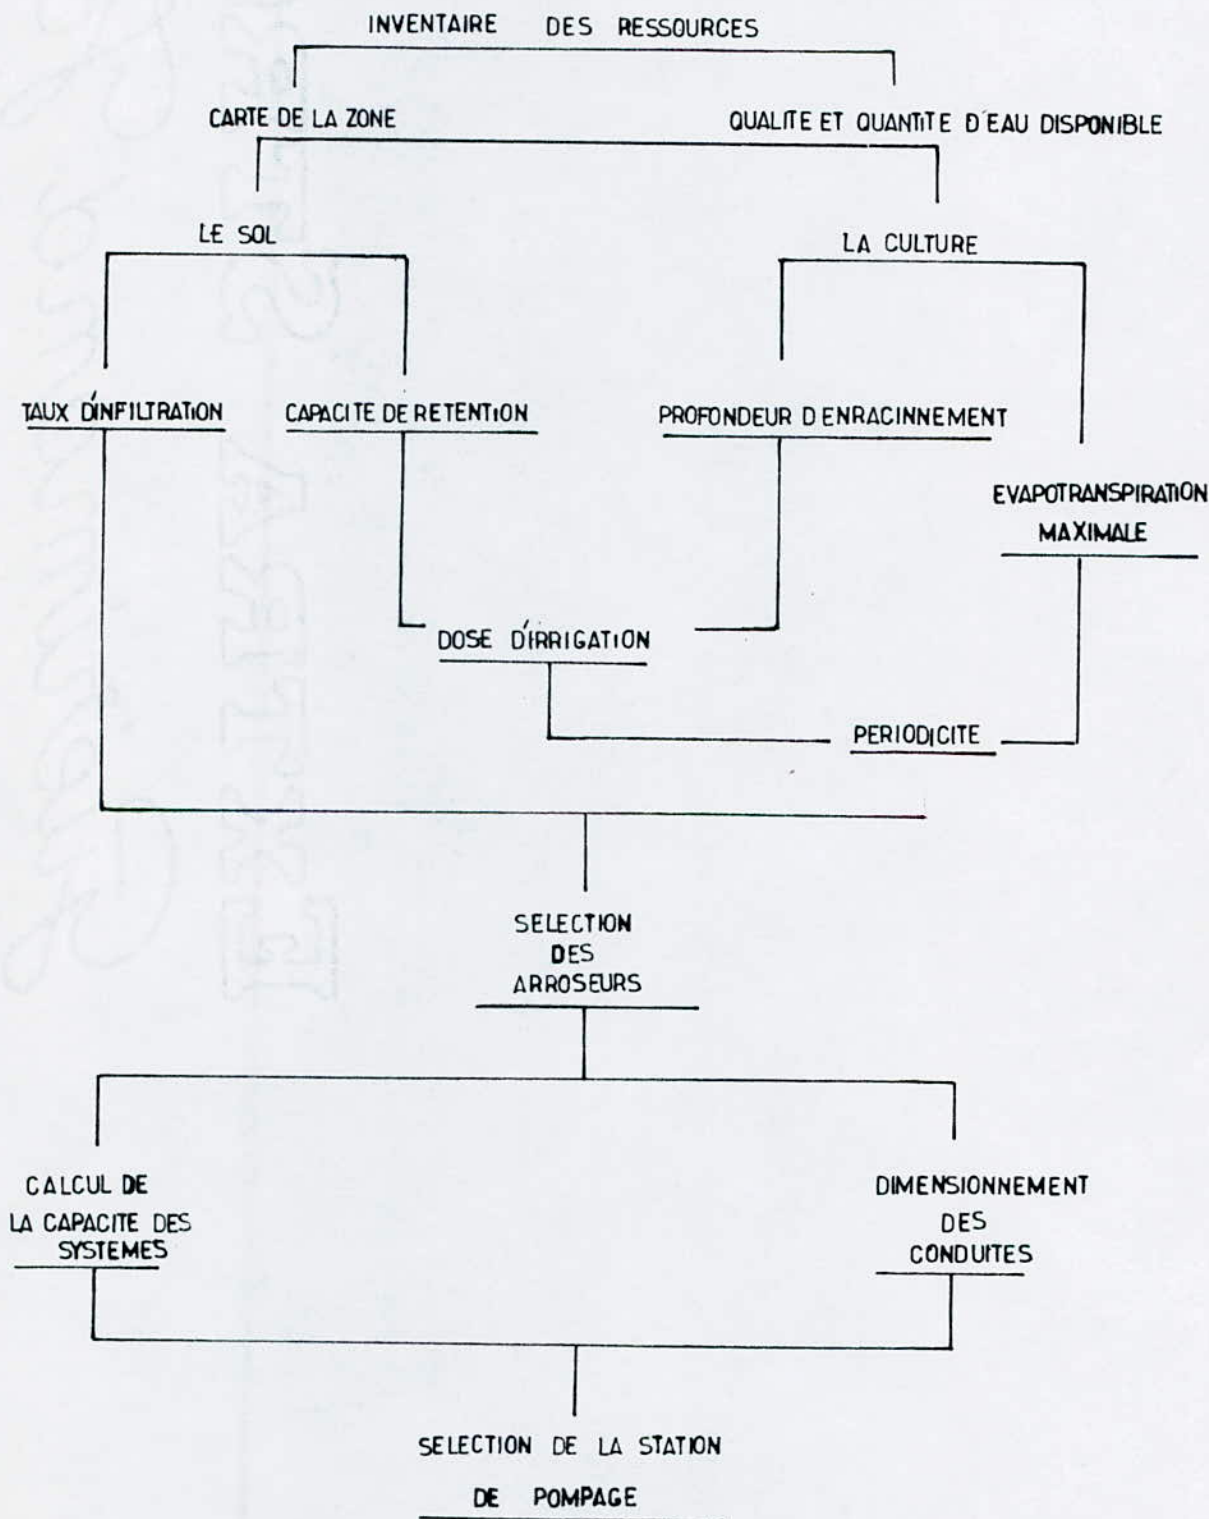 INVENTAIRE DES RESSOURCES
CARTE DE LA ZONE
QUALITE ET QUANTITE D'EAU DISPONIBLE
LE SOL
LA CULTURE
TAUX D'INFILTRATION
CAPACITE DE RETENTION
PROFONDEUR D ENRACINNEMENT
EVAPOTRANSPIRATION
MAXIMALE
DOSE D'IRRIGATION
PERIODICITE
SELECTION
DES
ARROSEURS
CALCUL DE
LA CAPACITE DES
SYSTEMES
DIMENSIONNEMENT
DES
CONDUITES
SELECTION DE LA STATION
DE POMPAGE